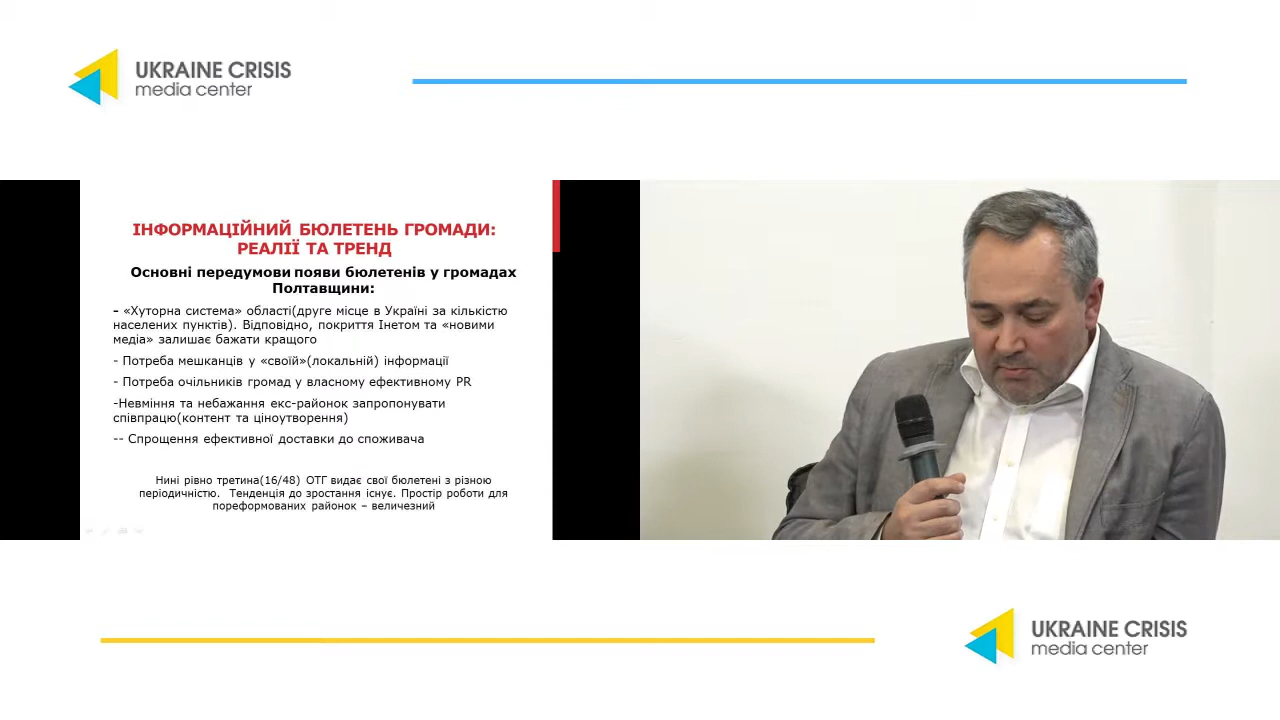 UKRAINE CRISIS
media center
ІНФОРМАЦІЙНИЙ БЮЛЕТЕНЬ ГРОМАДИ:
РЕАЛІЇ ТА ТРЕНД
Основні передумови появи бюлетенів у громадах
Полтавщини:
- «Хуторна система» області(друге місце в Україні за кількістю
населених пунктів). Відповідно, покриття Інетом та «новими
медіа» залишає бажати кращого
- Потреба мешканців у «своїй»(локальній) інформації
- Потреба очільників громад у власному ефективному PR
-Невміння та небажання екс-районок запропонувати
співпрацю(контент та ціноутворення)
-- Спрощення ефективної доставки до споживача
Нині рівно третина(16/48) ОТГ видає свої бюлетені з різною
періодичністю. Тенденція до зростання існує. Простір роботи для
пореформованих районок – величезний
UKRAINE CRISIS
media center